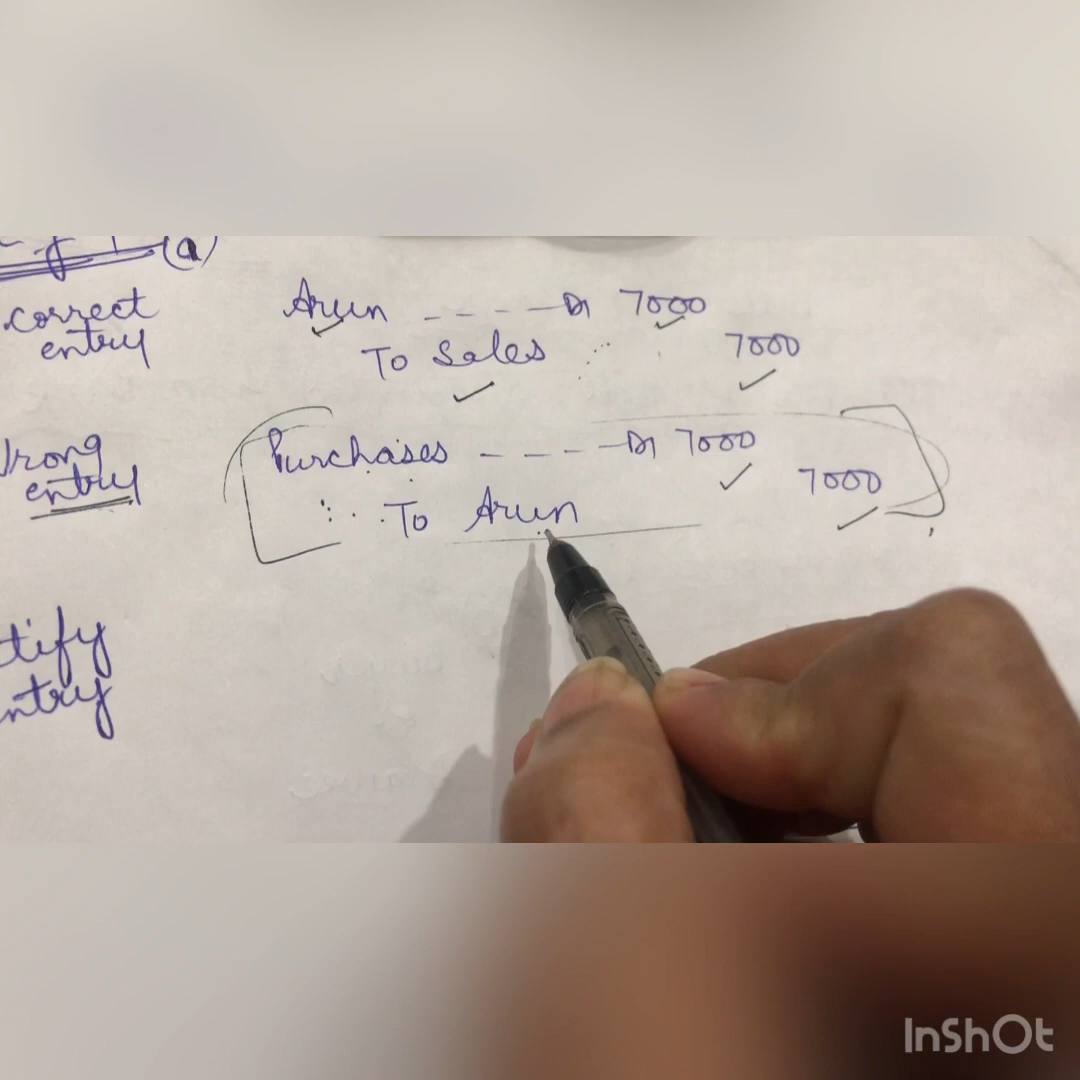 (a)
correct Arun ------Dr 7000
entry To Sales 7000
Wrong Purchases -----Dr 7000
entry To Arun 7000
tify
ntry
InShOt